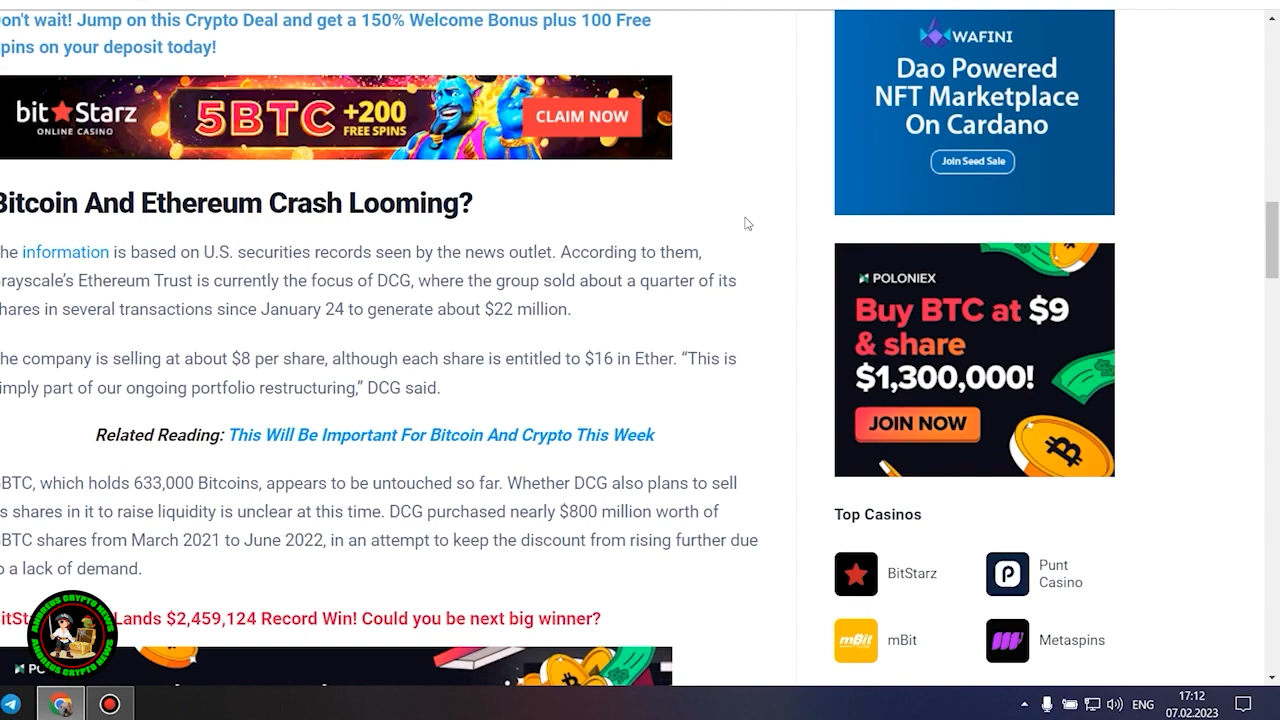 on't wait! Jump on this Crypto Deal and get a 150% Welcome Bonus plus 100 Free
pins on your deposit today!
bit★Starz
ONLINE CASINO
5BTC +200
FREE SPINS
CLAIM NOW
Bitcoin And Ethereum Crash Looming?
he information is based on U.S. securities records seen by the news outlet. According to them,
rayscale's Ethereum Trust is currently the focus of DCG, where the group sold about a quarter of its
hares in several transactions since January 24 to generate about $22 million.
he company is selling at about $8 per share, although each share is entitled to $16 in Ether. “This is
imply part of our ongoing portfolio restructuring,” DCG said.
Related Reading: This Will Be Important For Bitcoin And Crypto This Week
BTC, which holds 633,000 Bitcoins, appears to be untouched so far. Whether DCG also plans to sell
s shares in it to raise liquidity is unclear at this time. DCG purchased nearly $800 million worth of
BTC shares from March 2021 to June 2022, in an attempt to keep the discount from rising further due
o a lack of demand.
itSt Lands $2,459,124 Record Win! Could you be next big winner?
ANDREUS CRYPTO NEWS
ANDREUS CRYPTO NEWS
WAFINI
Dao Powered
NFT Marketplace
On Cardano
Join Seed Sale
POLONIEX
Buy BTC at $9
& share
$1,300,000!
JOIN NOW
Top Casinos
BitStarz
Punt
Casino
mBit
mBit
Metaspins
ENG
17:12
07.02.2023